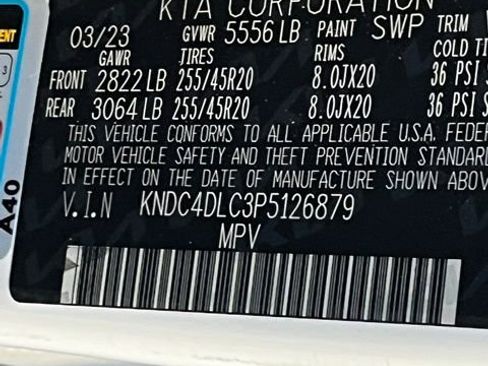 KIA CORPORATION
03/23 GVWR 5556 LB PAINT SWP TRIM
GAWR TIRES RIMS COLD TI
FRONT 2822 LB 255/45R20 8.0JX20 36 PSI
REAR 3064 LB 255/45R20 8.0JX20 36 PSI S
THIS VEHICLE CONFORMS TO ALL APPLICABLE U.S.A. FEDER
MOTOR VEHICLE SAFETY AND THEFT PREVENTION STANDARD
IN EFFECT ON THE DATE OF MANUFACTURE SHOWN ABOV
V.I.N KNDC4DLC3P5126879
MPV
A40